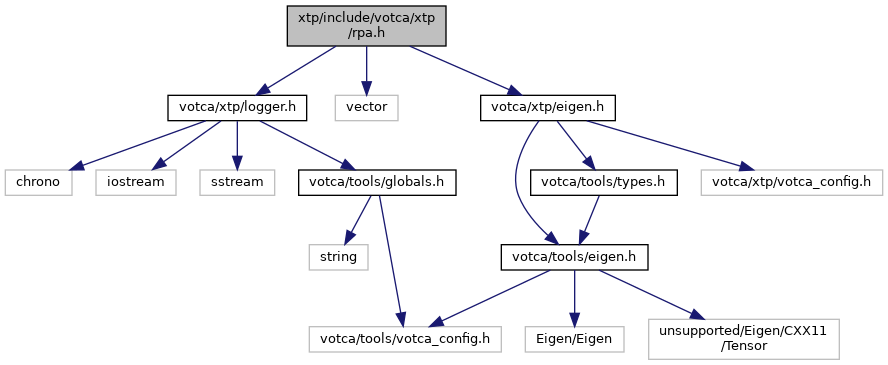 xtp/include/votca/xtp
/rpa.h
votca/xtp/logger.h
vector
votca/xtp/eigen.h
chrono
iostream
sstream
votca/tools/globals.h
votca/tools/types.h
votca/xtp/votca_config.h
string
votca/tools/eigen.h
votca/tools/votca_config.h
Eigen/Eigen
unsupported/Eigen/CXX11
/Tensor